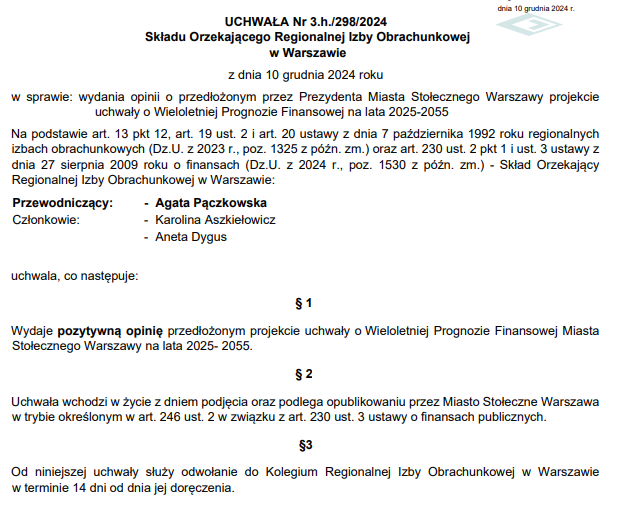 dnia 10 grudnia 2024 r.
UCHWAŁA Nr 3.h./298/2024
Składu Orzekającego Regionalnej Izby Obrachunkowej
w Warszawie
z dnia 10 grudnia 2024 roku
w sprawie: wydania opinii o przedłożonym przez Prezydenta Miasta Stołecznego Warszawy projekcie
uchwały o Wieloletniej Prognozie Finansowej na lata 2025-2055
Na podstawie art. 13 pkt 12, art. 19 ust. 2 i art. 20 ustawy z dnia 7 października 1992 roku regionalnych
izbach obrachunkowych (Dz.U. z 2023 r., poz. 1325 z późn. zm.) oraz art. 230 ust. 2 pkt 1 i ust. 3 ustawy z
dnia 27 sierpnia 2009 roku o finansach (Dz.U. z 2024 r., poz. 1530 z późn. zm.) - Skład Orzekający
Regionalnej Izby Obrachunkowej w Warszawie:
Przewodniczący: - Agata Pączkowska
Członkowie: - Karolina Aszkiełowicz
- Aneta Dygus
uchwala, co następuje:
§ 1
Wydaje pozytywną opinię przedłożonym projekcie uchwały o Wieloletniej Prognozie Finansowej Miasta
Stołecznego Warszawy na lata 2025- 2055.
§ 2
Uchwała wchodzi w życie z dniem podjęcia oraz podlega opublikowaniu przez Miasto Stołeczne Warszawa
w trybie określonym w art. 246 ust. 2 w związku z art. 230 ust. 3 ustawy o finansach publicznych.
§3
Od niniejszej uchwały służy odwołanie do Kolegium Regionalnej Izby Obrachunkowej w Warszawie
w terminie 14 dni od dnia jej doręczenia.